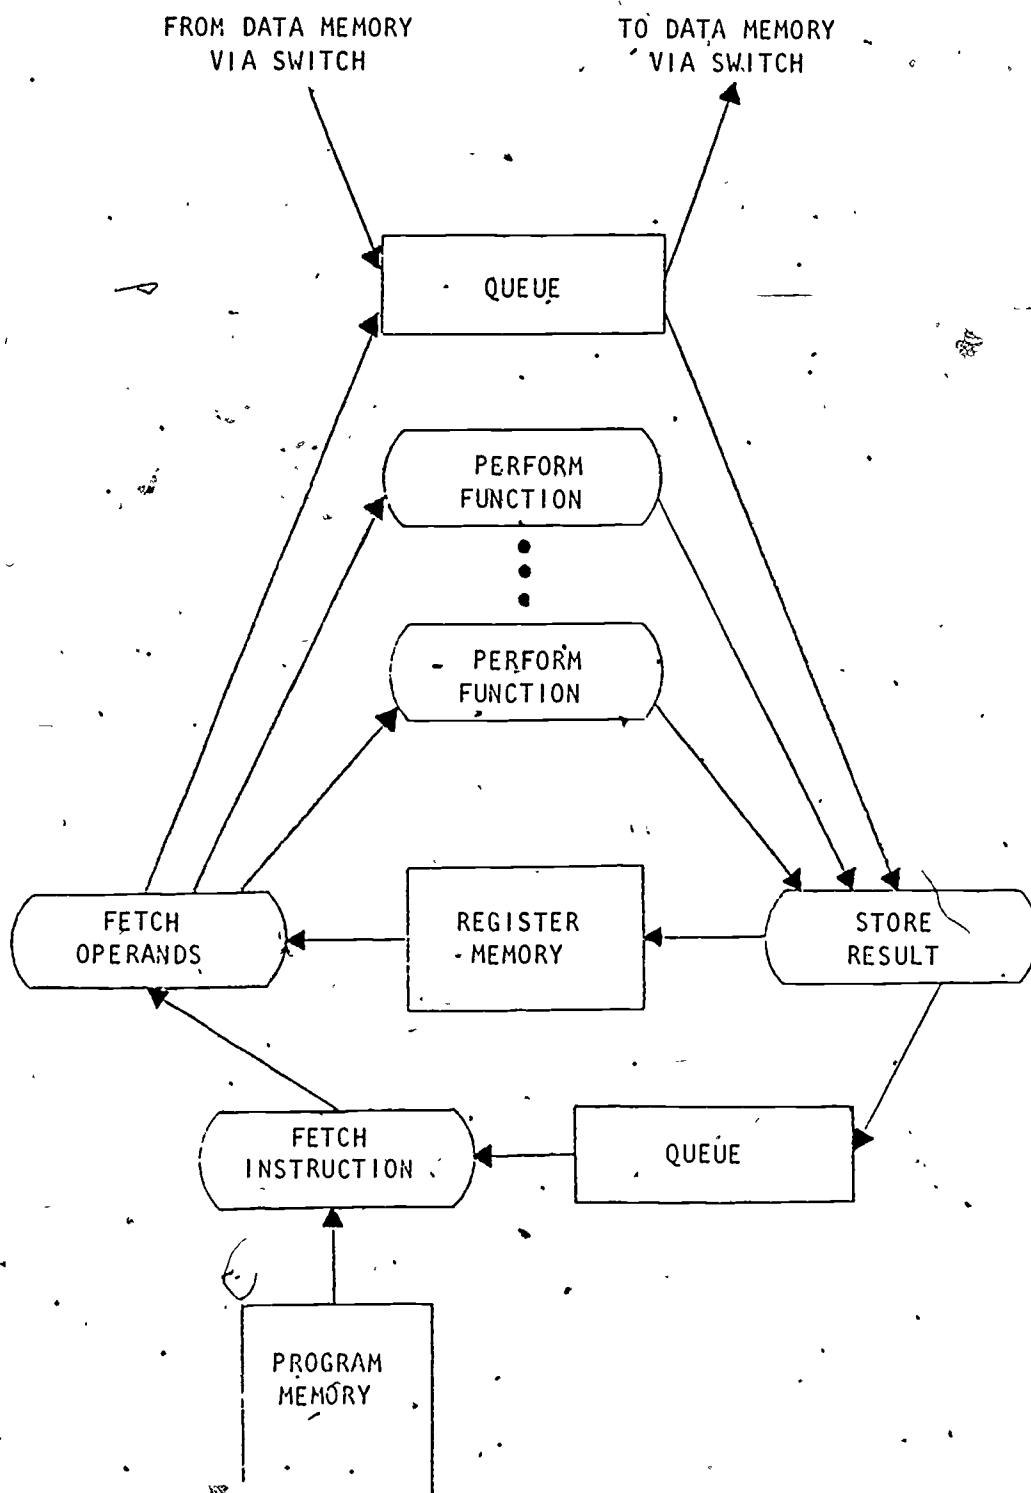 FROM DATA MEMORY
VIA SWITCH
TO DATA MEMORY
VIA SWITCH
QUEUE
PERFORM
FUNCTION
PERFORM
FUNCTION
FETCH
OPERANDS
REGISTER
MEMORY
STORE
RESULT
FETCH
INSTRUCTION
QUEUE
PROGRAM
MEMORY